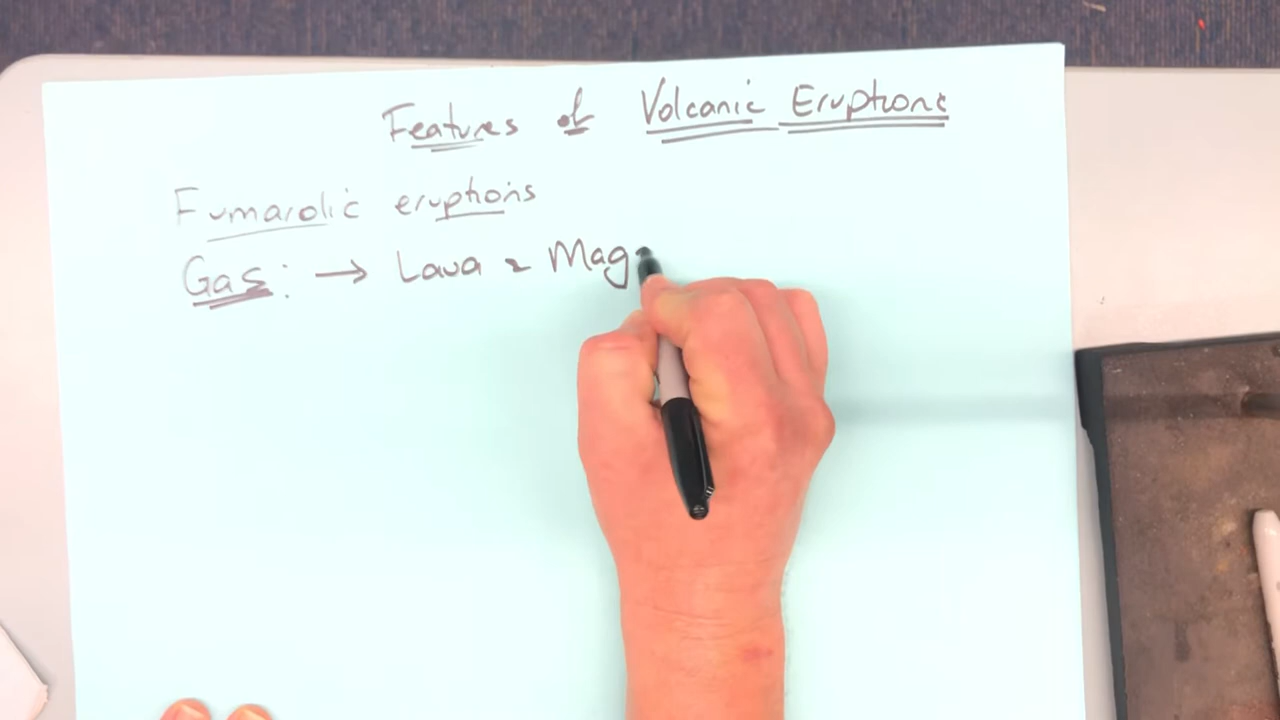 Features of Volcanic Eruptions
Fumarolic eruptions
Gas: → Lava & Mag